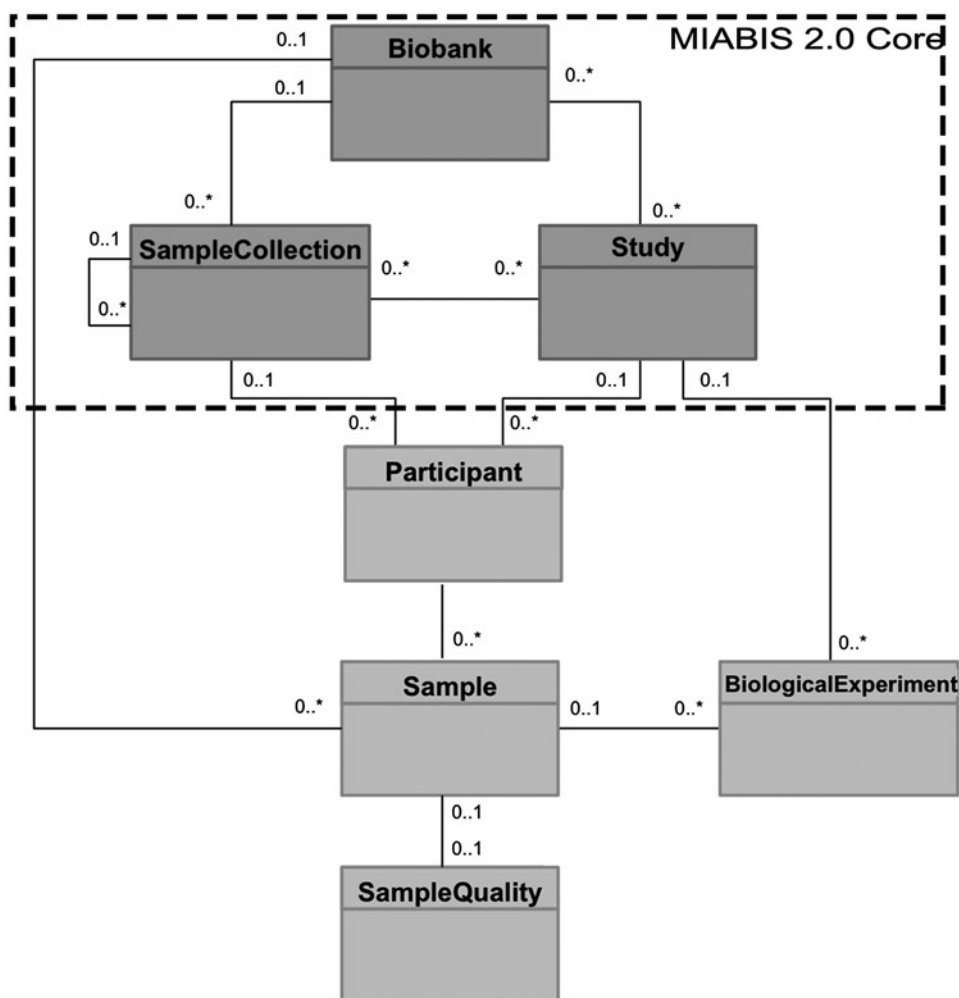 MIABIS 2.0 Core
0..1
Biobank
0..1
0..*
0..*
0..*
SampleCollection
Study
0..1
0..*
0..*
0..*
0..1
0..1
0..1
0..*
0..*
Participant
0..*
0..*
Sample
BiologicalExperiment
0..*
0..1
0..*
0..1
0..1
SampleQuality